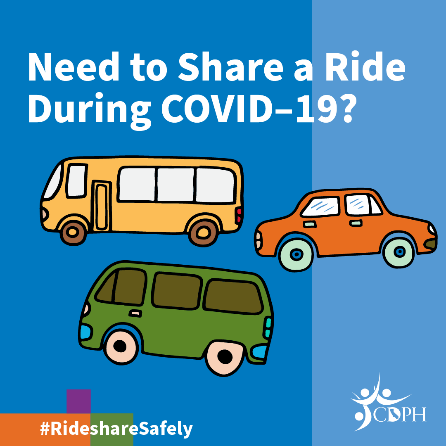 Need to Share a Ride
During COVID–19?
#RideshareSafely
CDPH